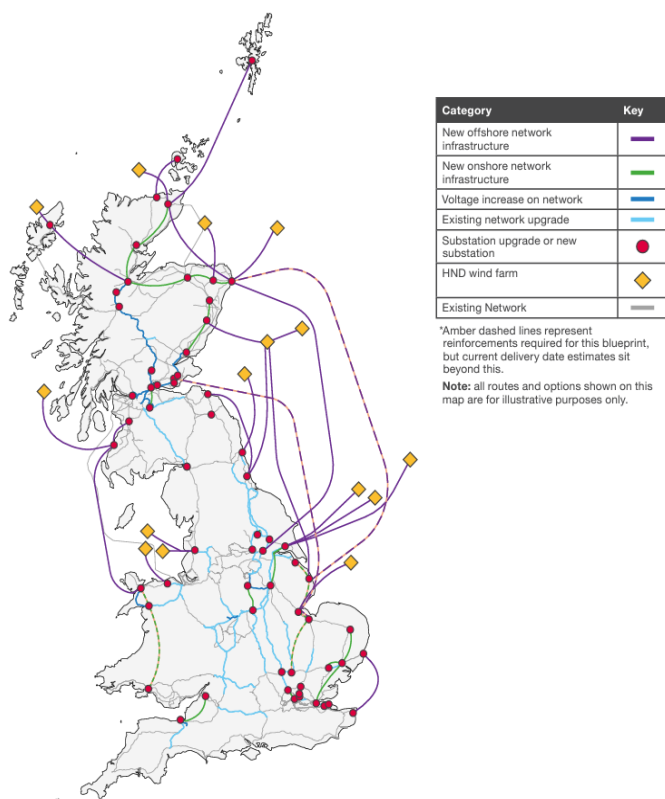 Category Key
New offshore network
infrastructure
New onshore network
infrastructure
Voltage increase on network
Existing network upgrade
Substation upgrade or new
substation
HND wind farm
Existing Network
*Amber dashed lines represent
reinforcements required for this blueprint,
but current delivery date estimates sit
beyond this.
Note: all routes and options shown on this
map are for illustrative purposes only.